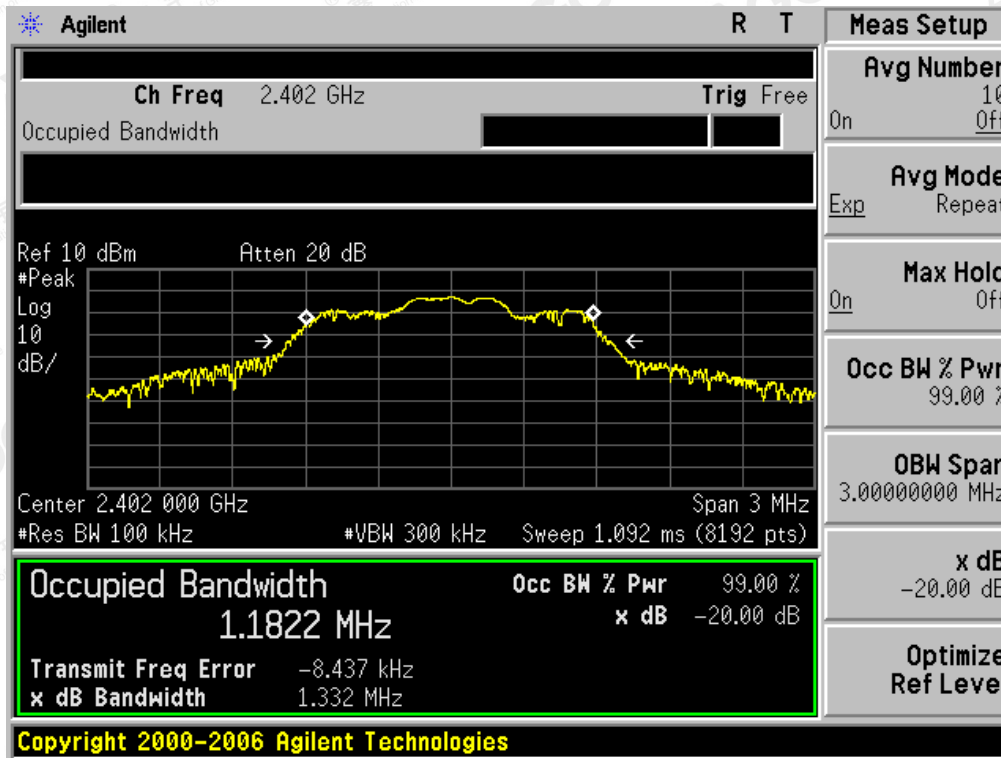 Agilent R T Meas Setup
Ch Freq 2.402 GHz Trig Free
Occupied Bandwidth
Ref 10 dBm Atten 20 dB
#Peak
Log
10
dB/
Center 2.402 000 GHz Span 3 MHz
#Res BW 100 kHz #VBW 300 kHz Sweep 1.092 ms (8192 pts)
Occupied Bandwidth
1.1822 MHz
Occ BW % Pwr 99.00 %
x dB -20.00 dB
Transmit Freq Error -8.437 kHz
x dB Bandwidth 1.332 MHz
Avg Number
10
On Off
Avg Mode
Exp Repeat
Max Hold
On Off
Occ BW % Pwr
99.00 %
OBW Span
3.00000000 MHz
x dB
-20.00 dB
Optimize
Ref Level
Copyright 2000-2006 Agilent Technologies